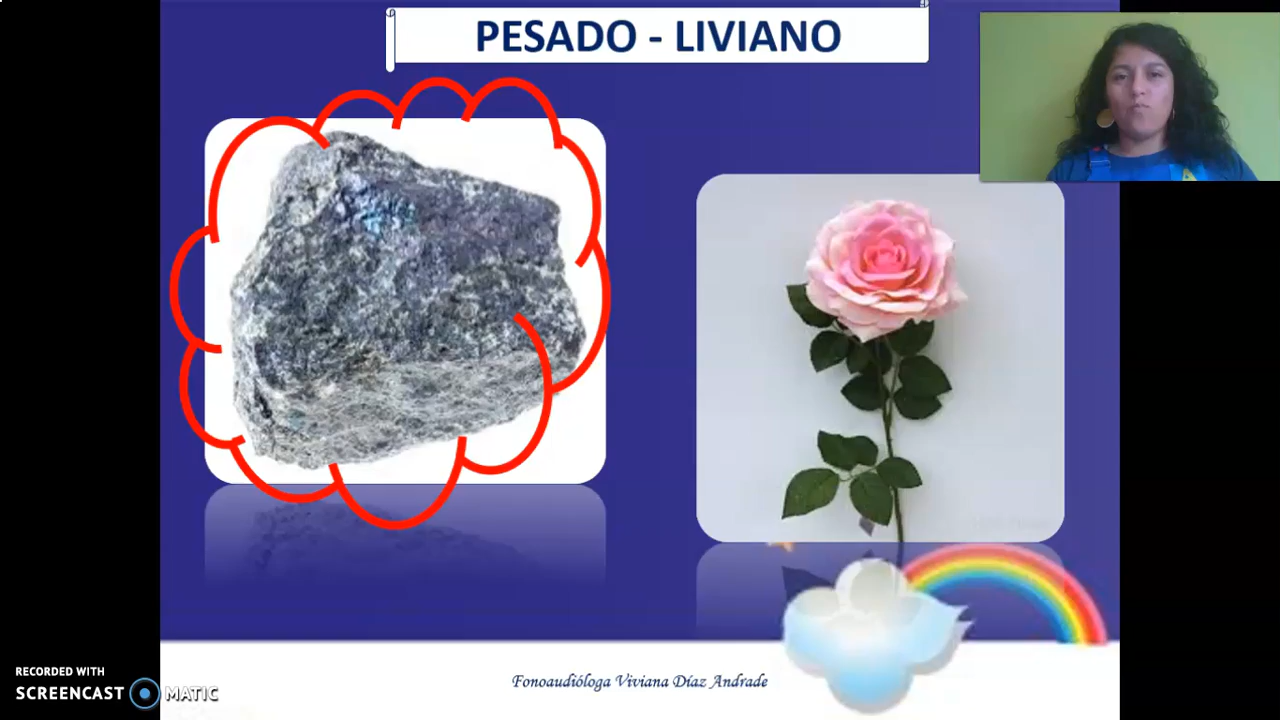 PESADO - LIVIANO
Fonoaudióloga Viviana Díaz Andrade
RECORDED WITH
SCREENCAST MATIC